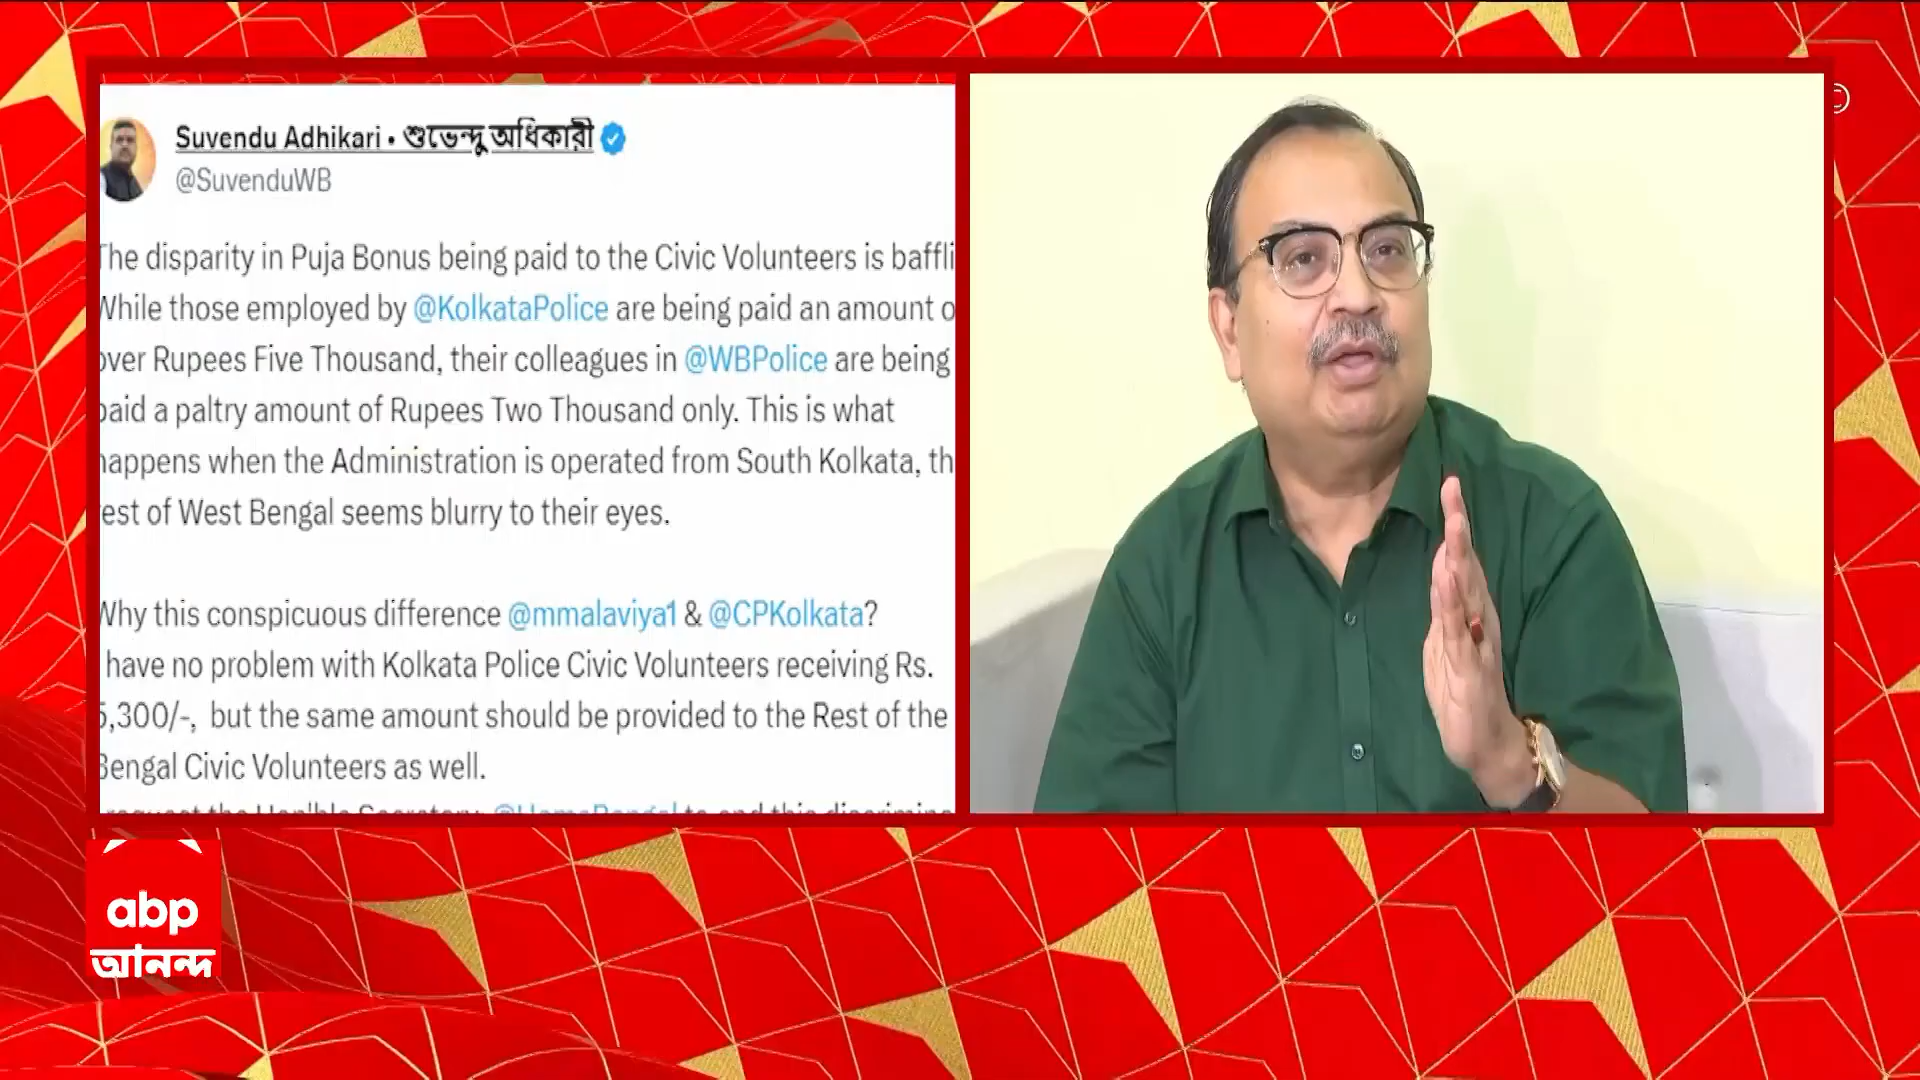 Suvendu Adhikari • শুভেন্দু অধিকারী
@SuvenduWB
The disparity in Puja Bonus being paid to the Civic Volunteers is baffli
While those employed by @KolkataPolice are being paid an amount o
over Rupees Five Thousand, their colleagues in @WBPolice are being
paid a paltry amount of Rupees Two Thousand only. This is what
happens when the Administration is operated from South Kolkata, th
rest of West Bengal seems blurry to their eyes.
Why this conspicuous difference @mmalaviya1 & @CPKolkata?
have no problem with Kolkata Police Civic Volunteers receiving Rs.
5,300/-, but the same amount should be provided to the Rest of the
Bengal Civic Volunteers as well.
abp
আনন্দ